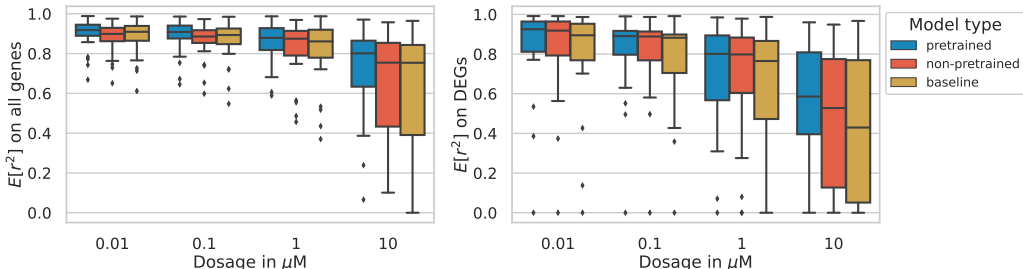 E[r²] on all genes
1.0
0.8
0.6
0.4
0.2
0.0
0.01 0.1 1 10
Dosage in μM
E[r²] on DEGs
1.0
0.8
0.6
0.4
0.2
0.0
0.01 0.1 1 10
Dosage in μM
Model type
pretrained
non-pretrained
baseline